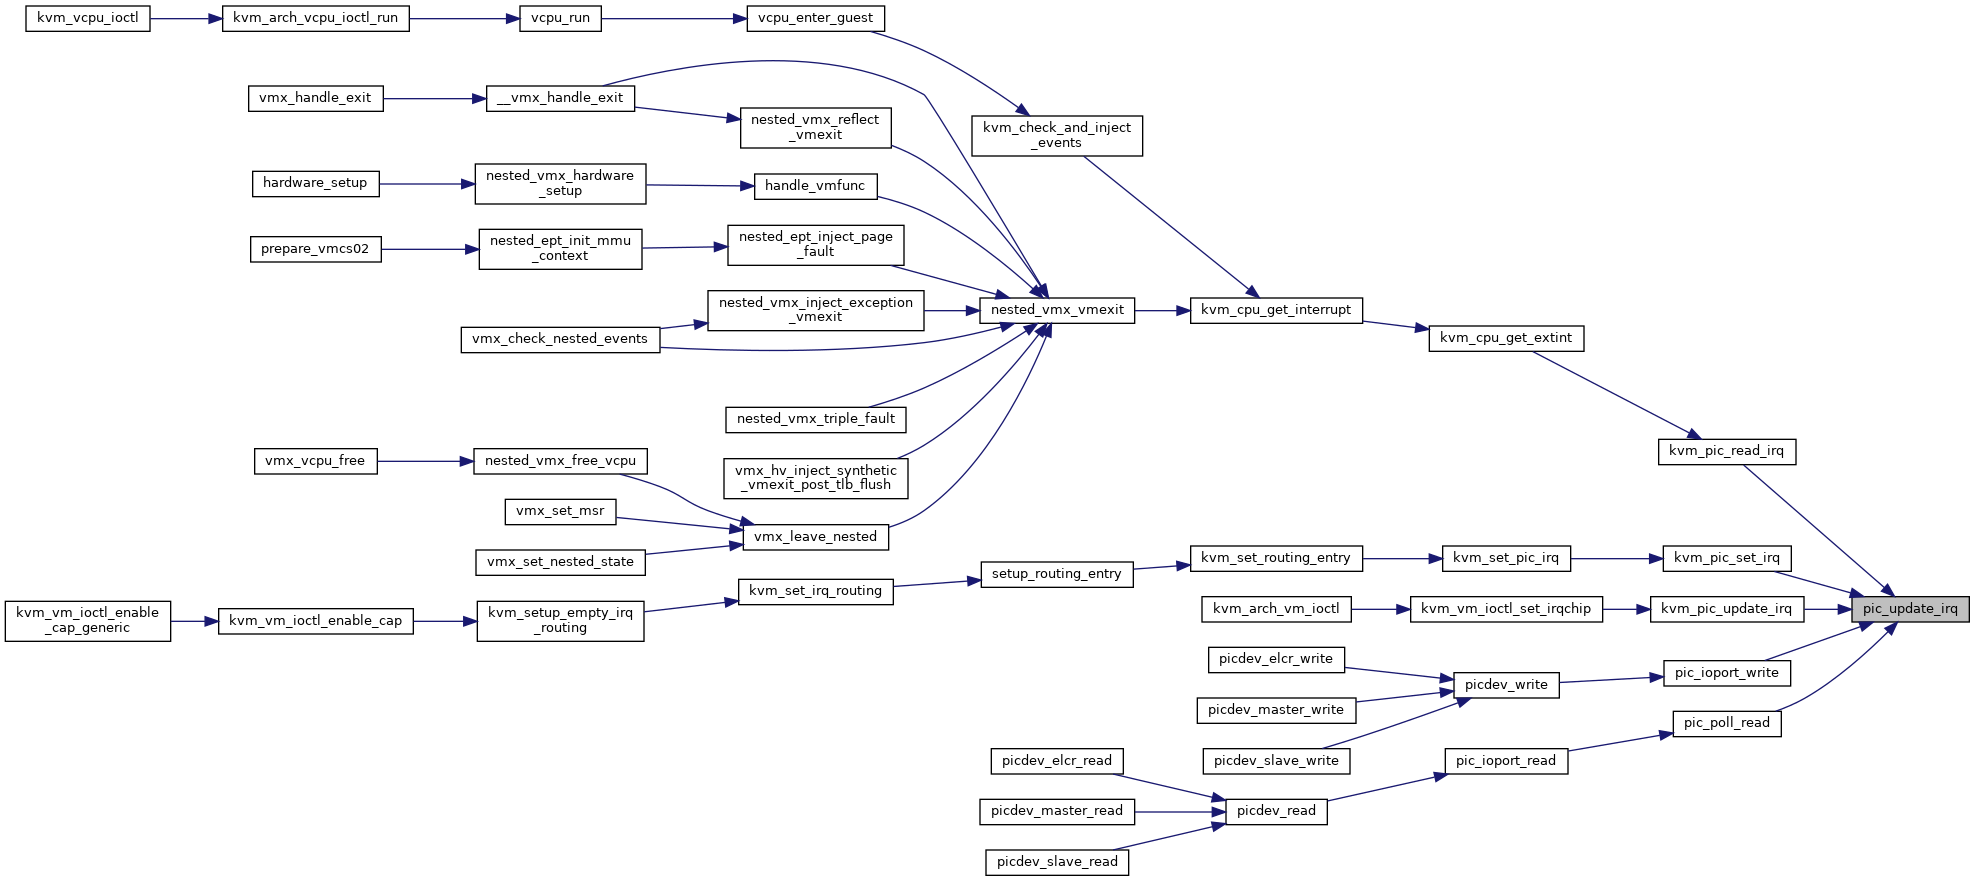 kvm_vcpu_ioctl
kvm_arch_vcpu_ioctl_run
vcpu_run
vcpu_enter_guest
vmx_handle_exit
__vmx_handle_exit
nested_vmx_reflect
_vmexit
kvm_check_and_inject
_events
hardware_setup
nested_vmx_hardware
_setup
handle_vmfunc
prepare_vmcs02
nested_ept_init_mmu
_context
nested_ept_inject_page
_fault
nested_vmx_inject_exception
_vmexit
vmx_check_nested_events
nested_vmx_vmexit
kvm_cpu_get_interrupt
kvm_cpu_get_extint
nested_vmx_triple_fault
kvm_pic_read_irq
vmx_vcpu_free
nested_vmx_free_vcpu
vmx_hv_inject_synthetic
_vmexit_post_tlb_flush
vmx_set_msr
vmx_leave_nested
vmx_set_nested_state
setup_routing_entry
kvm_set_routing_entry
kvm_set_pic_irq
kvm_pic_set_irq
kvm_set_irq_routing
kvm_vm_ioctl_enable
_cap_generic
kvm_vm_ioctl_enable_cap
kvm_setup_empty_irq
_routing
kvm_arch_vm_ioctl
kvm_vm_ioctl_set_irqchip
kvm_pic_update_irq
pic_update_irq
picdev_elcr_write
picdev_write
pic_ioport_write
picdev_master_write
pic_poll_read
picdev_slave_write
picdev_elcr_read
pic_ioport_read
picdev_master_read
picdev_read
picdev_slave_read